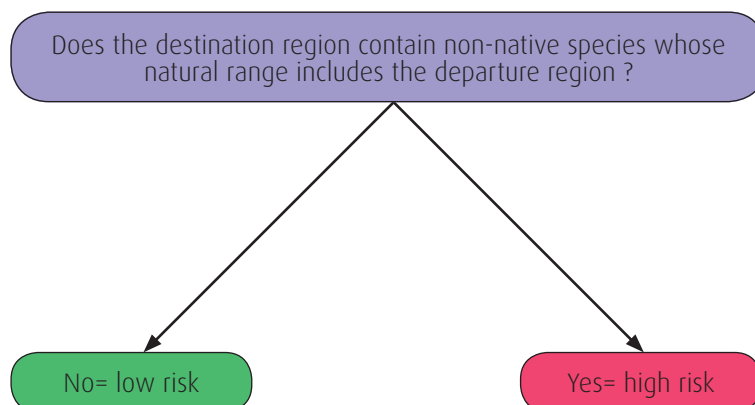 Does the destination region contain non-native species whose
natural range includes the departure region ?
No= low risk
Yes= high risk